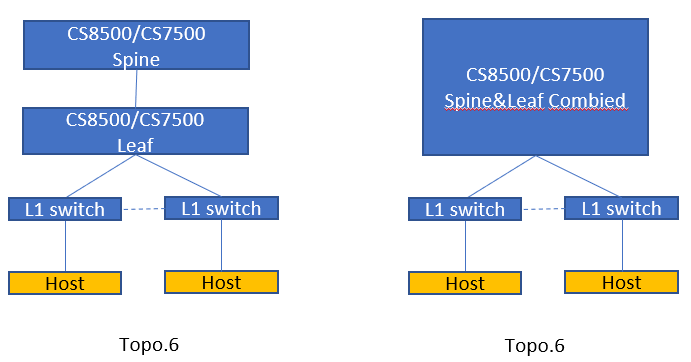 CS8500/CS7500
Spine
CS8500/CS7500
Leaf
L1 switch
L1 switch
Host
Host
Topo.6
CS8500/CS7500
Spine&Leaf Combied
L1 switch
L1 switch
Host
Host
Topo.6